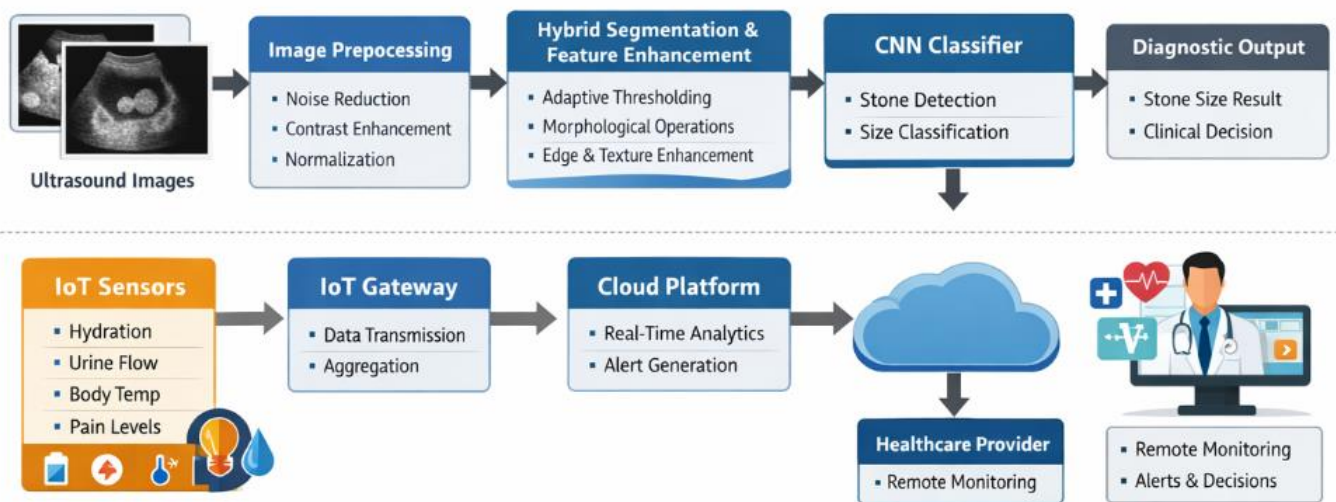 Ultrasound Images
Image Prepocessing
▪ Noise Reduction
▪ Contrast Enhancement
▪ Normalization
Hybrid Segmentation &
Feature Enhancement
▪ Adaptive Thresholding
▪ Morphological Operations
▪ Edge & Texture Enhancement
CNN Classifier
▪ Stone Detection
▪ Size Classification
Diagnostic Output
▪ Stone Size Result
▪ Clinical Decision
IoT Sensors
▪ Hydration
▪ Urine Flow
▪ Body Temp
▪ Pain Levels
IoT Gateway
▪ Data Transmission
▪ Aggregation
Cloud Platform
▪ Real-Time Analytics
▪ Alert Generation
Healthcare Provider
▪ Remote Monitoring
▪ Remote Monitoring
▪ Alerts & Decisions